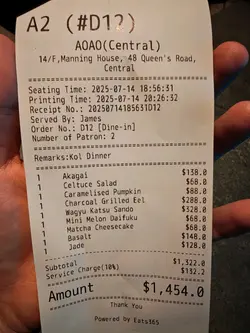 A2 (#D12)
AOAO(Central)
14/F,Manning House, 48 Queen's Road,
Central
Seating Time: 2025-07-14 18:56:31
Printing Time: 2025-07-14 20:26:32
Receipt No.: 20250714185631D12
Served By: James
Order No.: D12 [Dine-in]
Number of Patron: 2
Remarks:Kol Dinner
1 Akagai $138.0
1 Celtuce Salad $68.0
1 Caramelised Pumpkin $88.0
1 Charcoal Grilled Eel $288.0
1 Wagyu Katsu Sando $328.0
1 Mini Melon Daifuku $68.0
1 Matcha Cheesecake $68.0
1 Basalt $148.0
1 Jade $128.0
Subtotal $1,322.0
Service Charge(10%) $132.2
Amount $1,454.0
Thank You
Powered by Eats365